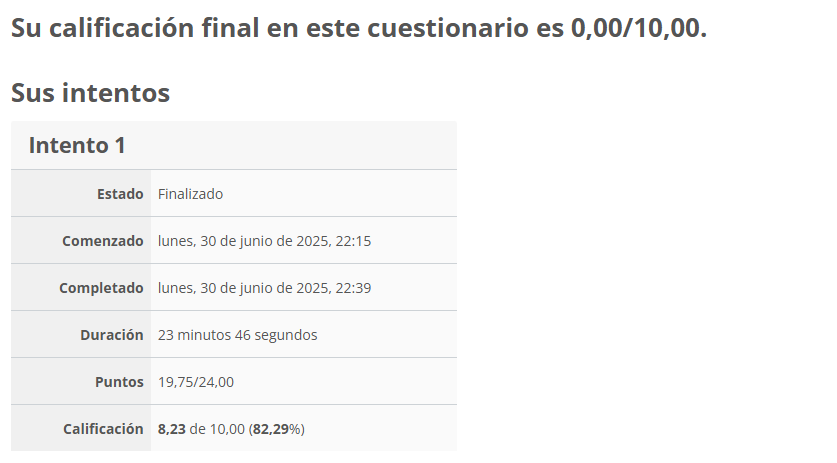 Su calificación final en este cuestionario es 0,00/10,00.
Sus intentos
Intento 1
Estado Finalizado
Comenzado lunes, 30 de junio de 2025, 22:15
Completado lunes, 30 de junio de 2025, 22:39
Duración 23 minutos 46 segundos
Puntos 19,75/24,00
Calificación 8,23 de 10,00 (82,29%)